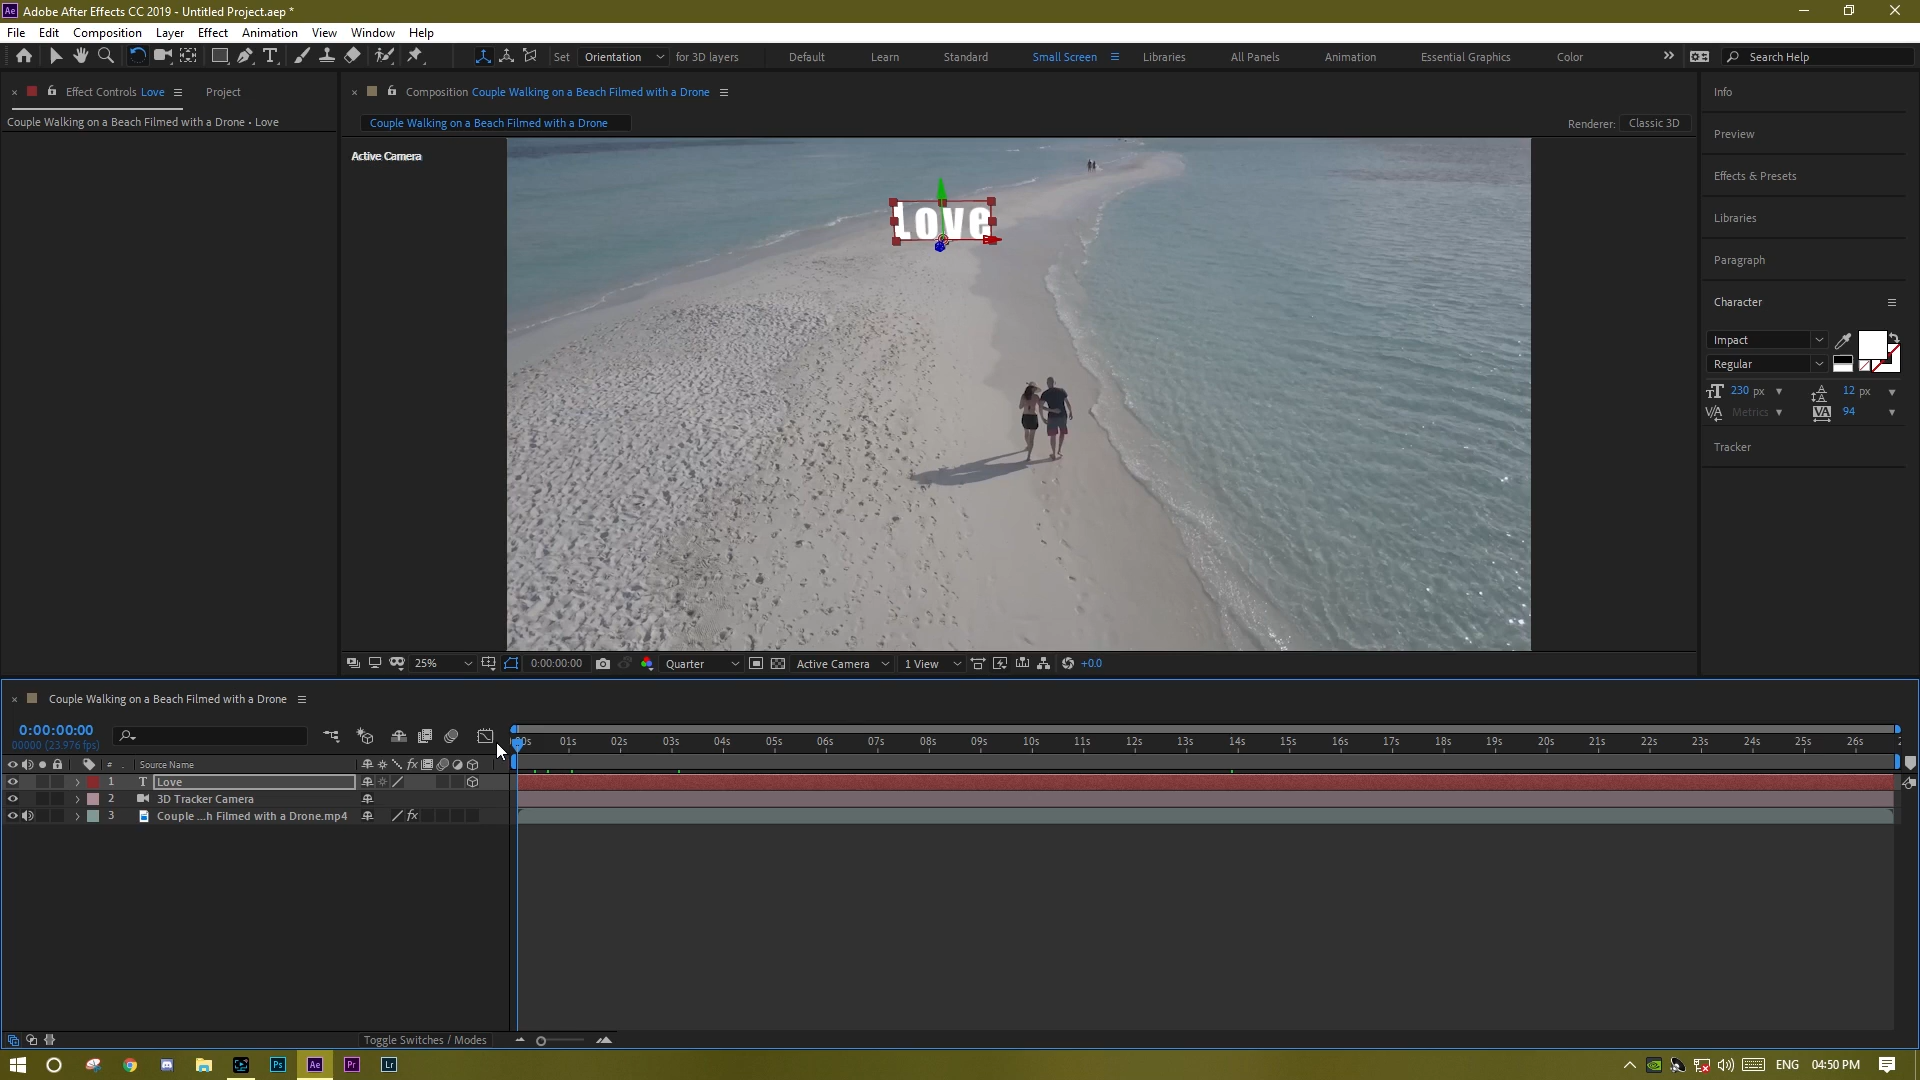 Ae Adobe After Effects CC 2019 - Untitled Project.aep *
File Edit Composition Layer Effect Animation View Window Help
Set Orientation for 3D layers Default Learn Standard Small Screen Libraries All Panels Animation Essential Graphics Color Search Help
Effect Controls Love Project
Couple Walking on a Beach Filmed with a Drone • Love
Composition Couple Walking on a Beach Filmed with a Drone
Couple Walking on a Beach Filmed with a Drone
Renderer: Classic 3D
Active Camera
Love
25% 0:00:00:00 Quarter Active Camera 1 View +0.0
Info
Preview
Effects & Presets
Libraries
Paragraph
Character
Impact
Regular
230 px 12 px
Metrics 94
Tracker
Couple Walking on a Beach Filmed with a Drone
0:00:00:00
00000 (23.976 fps)
01s 02s 03s 04s 05s 06s 07s 08s 09s 10s 11s 12s 13s 14s 15s 16s 17s 18s 19s 20s 21s 22s 23s 24s 25s 26s
# . Source Name fx
1 T Love
2 3D Tracker Camera
3 Couple ...h Filmed with a Drone.mp4 fx
Toggle Switches / Modes
Ps Ae Pr Lr ENG 04:50 PM